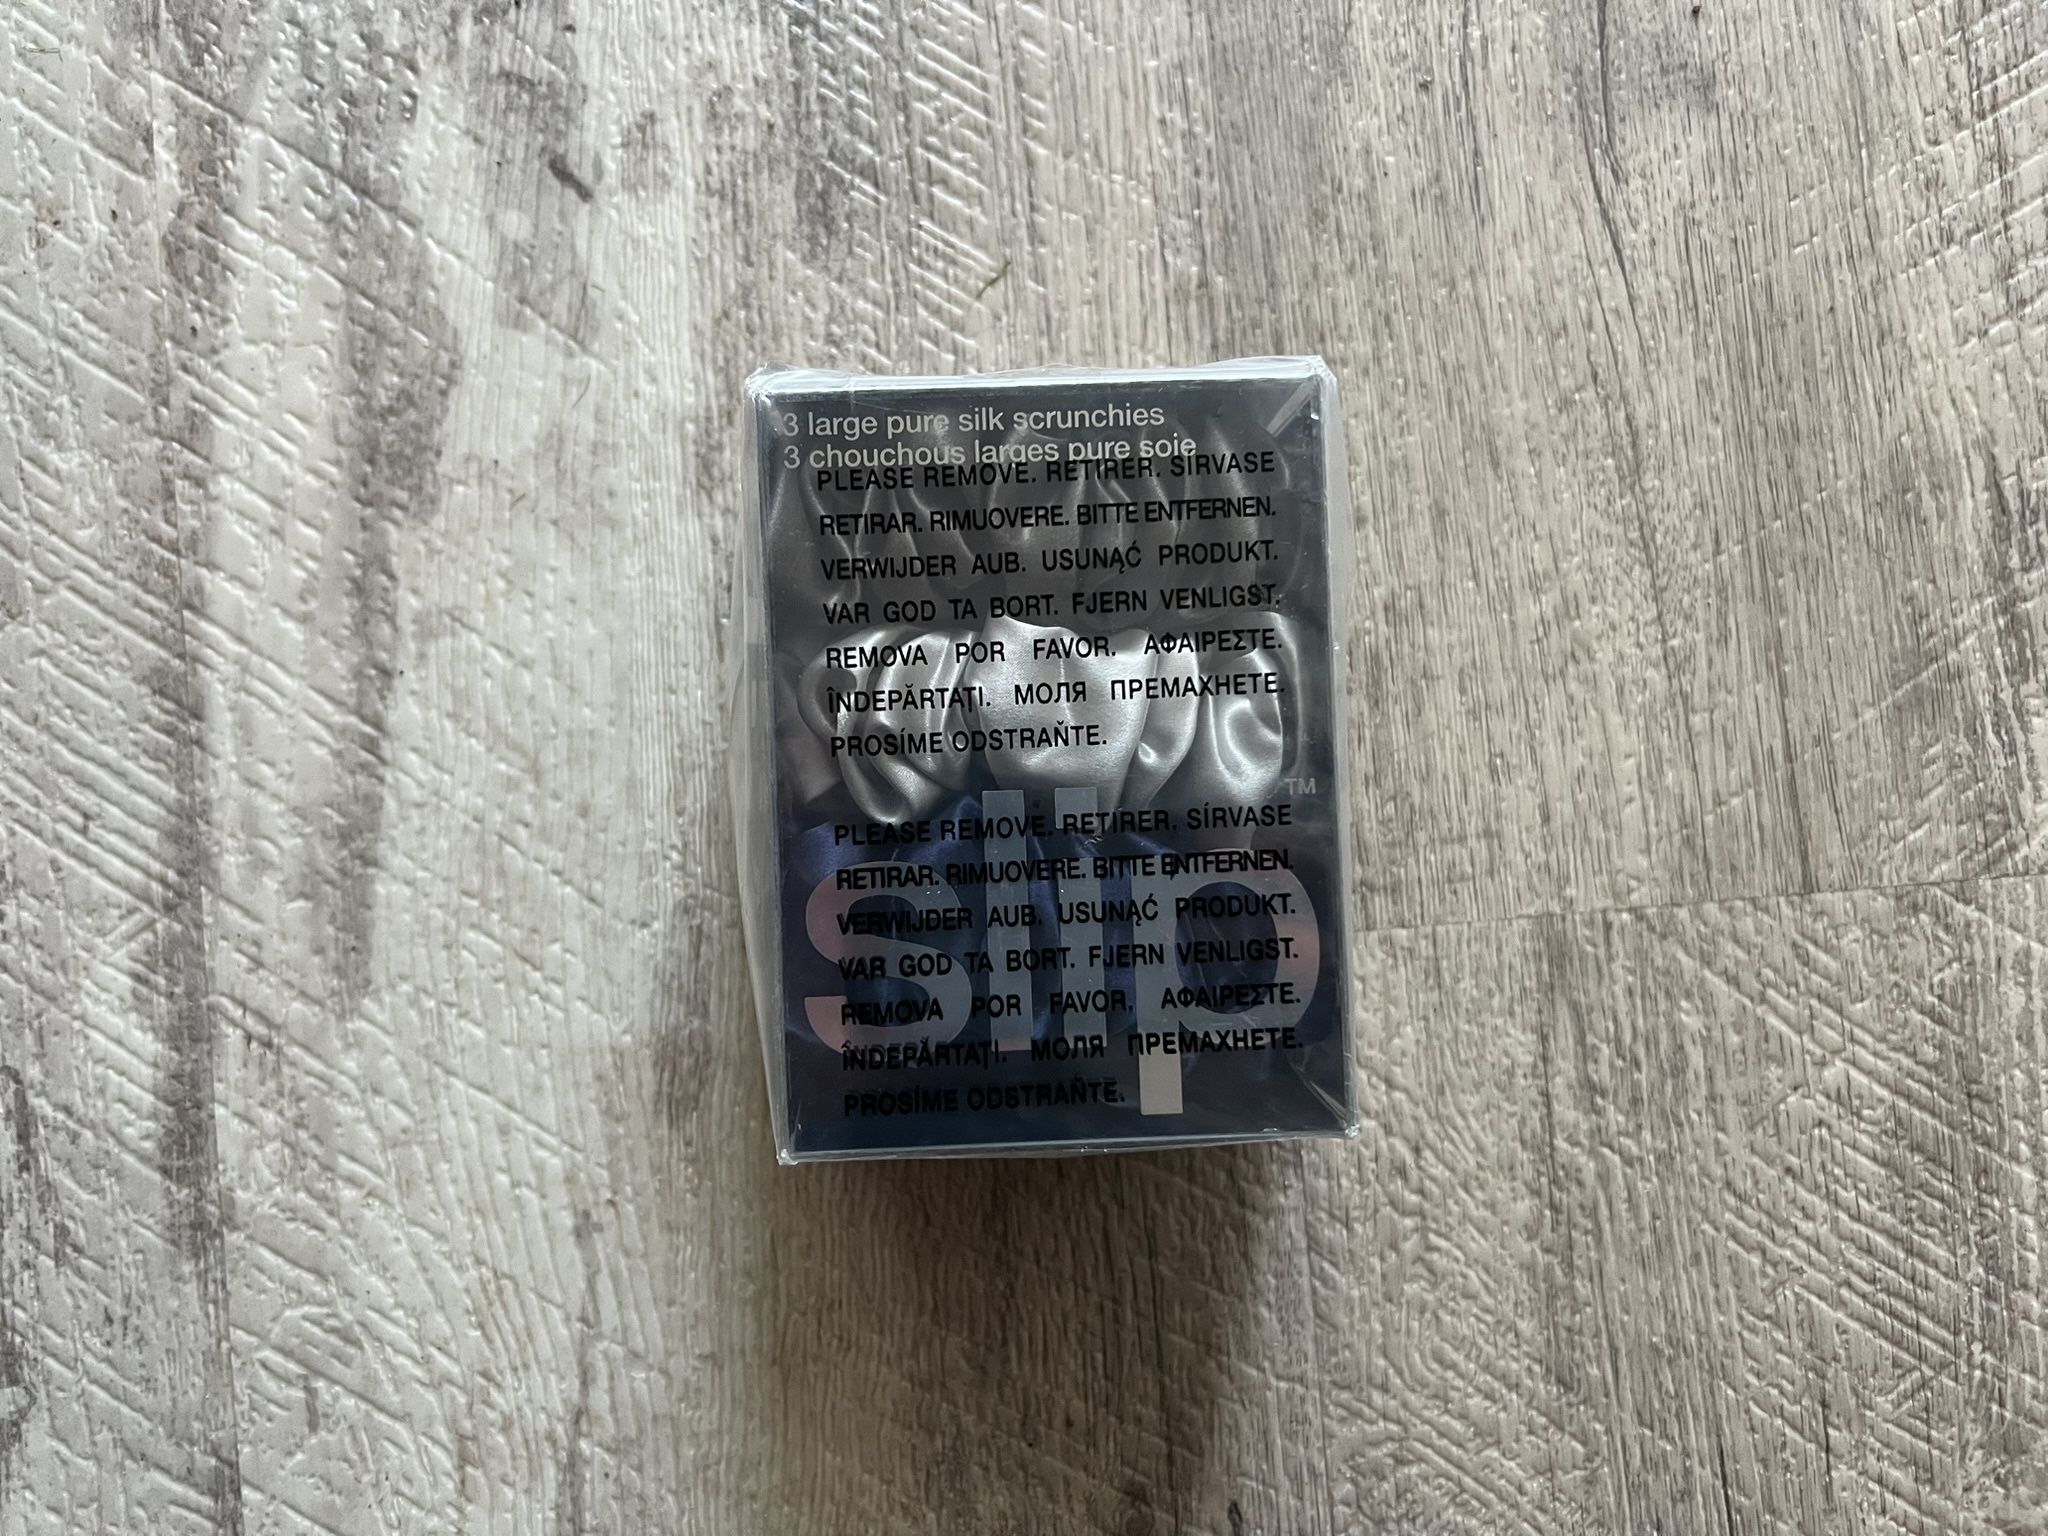 3 large pure silk scrunchies
3 chouchous larges pure soie
PLEASE REMOVE. RETIRER. SÍRVASE
RETIRAR. RIMUOVERE. BITTE ENTFERNEN.
VERWIJDER AUB. USUNĄĆ PRODUKT.
VAR GOD TA BORT. FJERN VENLIGST.
REMOVA POR FAVOR. ΑΦΑΙΡΕΣΤΕ.
ÎNDEPĂRTAȚI. МОЛЯ ПРЕМАХНЕТЕ.
PROSÍME ODSTRAŇTE.
slip™
PLEASE REMOVE. RETIRER. SÍRVASE
RETIRAR. RIMUOVERE. BITTE ENTFERNEN.
VERWIJDER AUB. USUNĄĆ PRODUKT.
VAR GOD TA BORT. FJERN VENLIGST.
REMOVA POR FAVOR. ΑΦΑΙΡΕΣΤΕ.
ÎNDEPĂRTAȚI. МОЛЯ ПРЕМАХНЕТЕ.
PROSÍME ODSTRAŇTE.